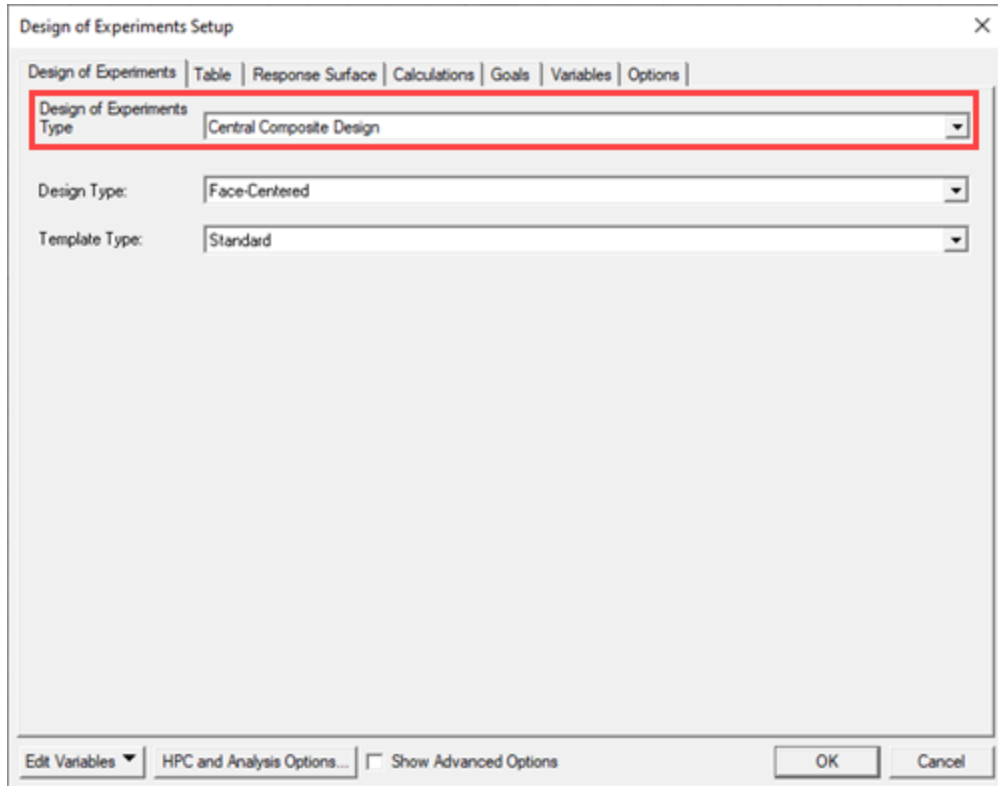 Design of Experiments Setup
Design of Experiments Table Response Surface Calculations Goals Variables Options
Design of Experiments
Type
Central Composite Design
Design Type: Face-Centered
Template Type: Standard
Edit Variables HPC and Analysis Options... Show Advanced Options OK Cancel